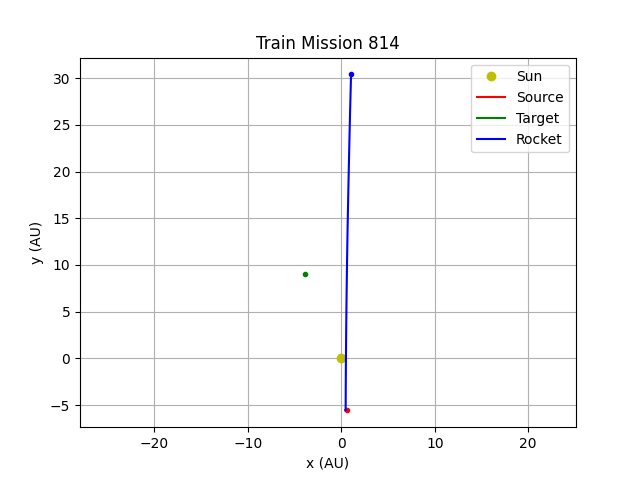 Train Mission 814
Sun
Source
Target
Rocket
30
25
20
15
10
5
0
−5
y (AU)
−20
−10
0
10
20
x (AU)